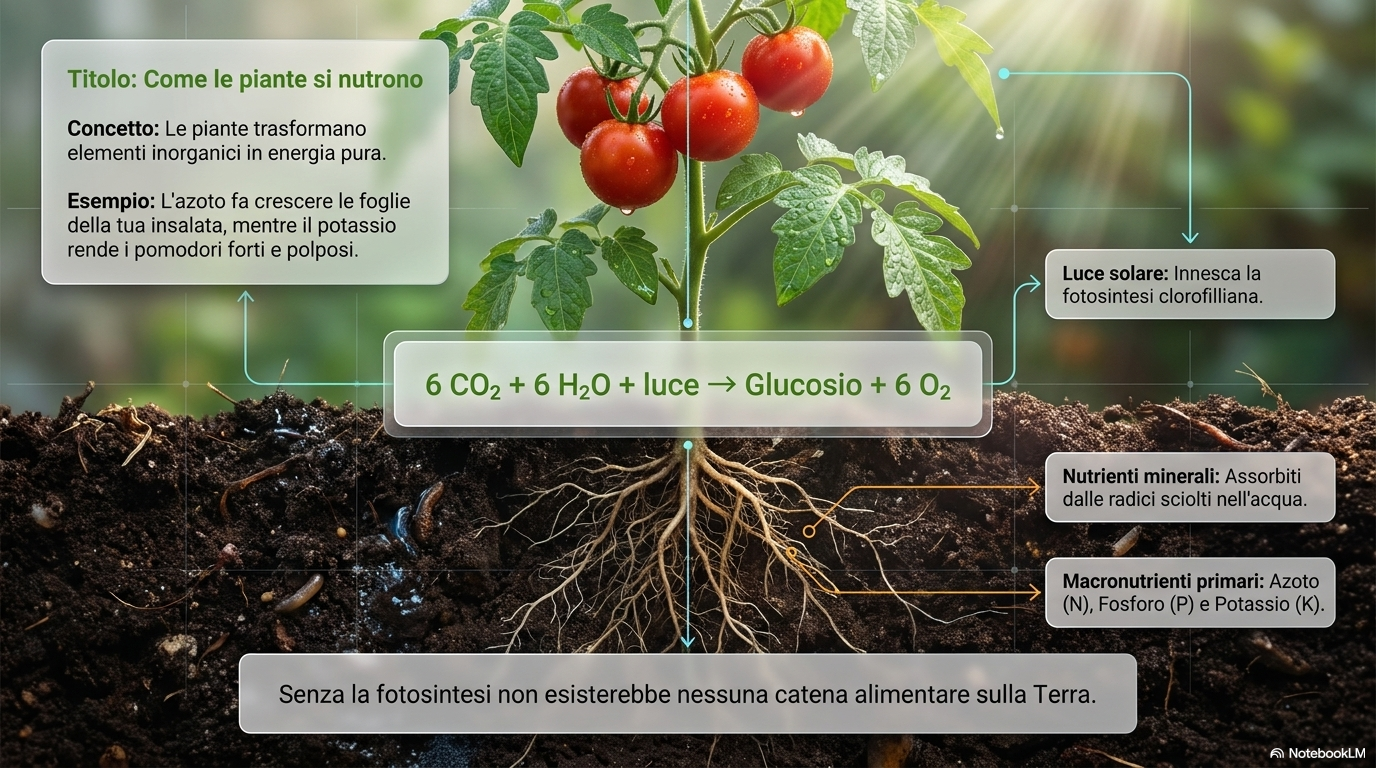 Titolo: Come le piante si nutrono
Concetto: Le piante trasformano
elementi inorganici in energia pura.
Esempio: L'azoto fa crescere le foglie
della tua insalata, mentre il potassio
rende i pomodori forti e polposi.
Luce solare: Innesca la
fotosintesi clorofilliana.
6 CO₂ + 6 H₂O + luce → Glucosio + 6 O₂
Nutrienti minerali: Assorbiti
dalle radici sciolti nell'acqua.
Macronutrienti primari: Azoto
(N), Fosforo (P) e Potassio (K).
Senza la fotosintesi non esisterebbe nessuna catena alimentare sulla Terra.
NotebookLM